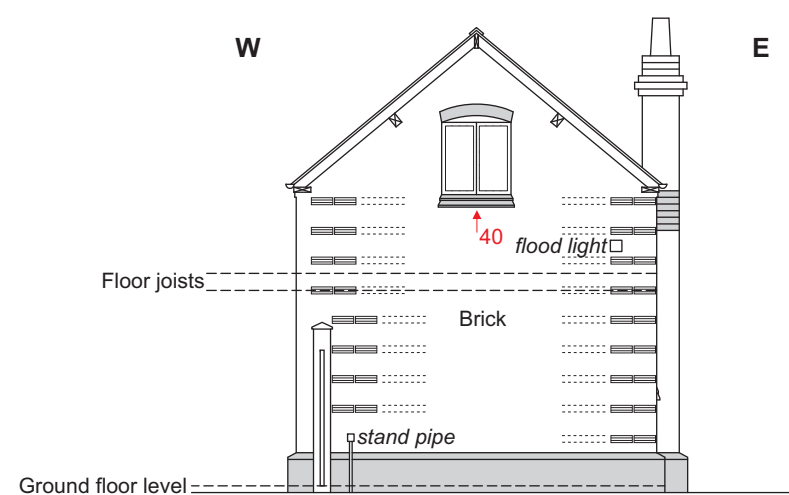 W
E
40
flood light
Floor joists
Brick
stand pipe
Ground floor level